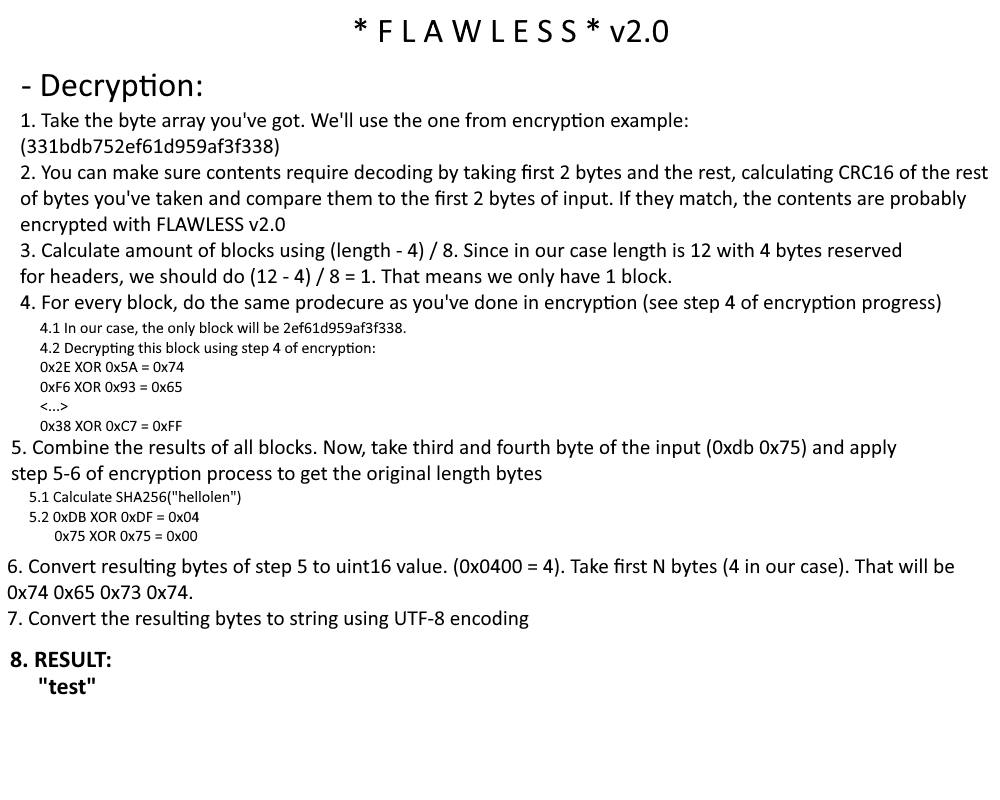 * F L A W L E S S * v2.0
- Decryption:
1. Take the byte array you've got. We'll use the one from encryption example:
(331bdb752ef61d959af3f338)
2. You can make sure contents require decoding by taking first 2 bytes and the rest, calculating CRC16 of the rest
of bytes you've taken and compare them to the first 2 bytes of input. If they match, the contents are probably
encrypted with FLAWLESS v2.0
3. Calculate amount of blocks using (length - 4) / 8. Since in our case length is 12 with 4 bytes reserved
for headers, we should do (12 - 4) / 8 = 1. That means we only have 1 block.
4. For every block, do the same prodecure as you've done in encryption (see step 4 of encryption progress)
4.1 In our case, the only block will be 2ef61d959af3f338.
4.2 Decrypting this block using step 4 of encryption:
0x2E XOR 0x5A = 0x74
0xF6 XOR 0x93 = 0x65
<...>
0x38 XOR 0xC7 = 0xFF
5. Combine the results of all blocks. Now, take third and fourth byte of the input (0xdb 0x75) and apply
step 5-6 of encryption process to get the original length bytes
5.1 Calculate SHA256("hellolen")
5.2 0xDB XOR 0xDF = 0x04
0x75 XOR 0x75 = 0x00
6. Convert resulting bytes of step 5 to uint16 value. (0x0400 = 4). Take first N bytes (4 in our case). That will be
0x74 0x65 0x73 0x74.
7. Convert the resulting bytes to string using UTF-8 encoding
8. RESULT:
"test"